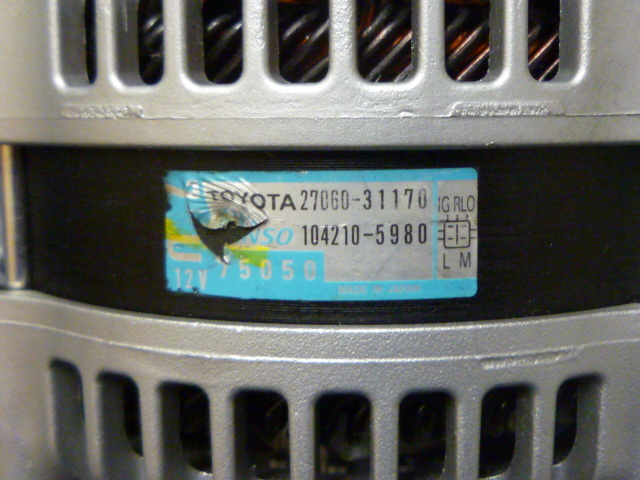 TOYOTA 27060-31170
NSO 104210-5980
12V 75050
MADE IN JAPAN
IG RLO
L M